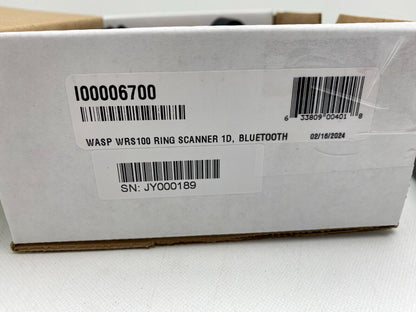 I00006700
6 33809 00401 8
WASP WRS100 RING SCANNER 1D, BLUETOOTH 02/16/2024
SN: JY000189